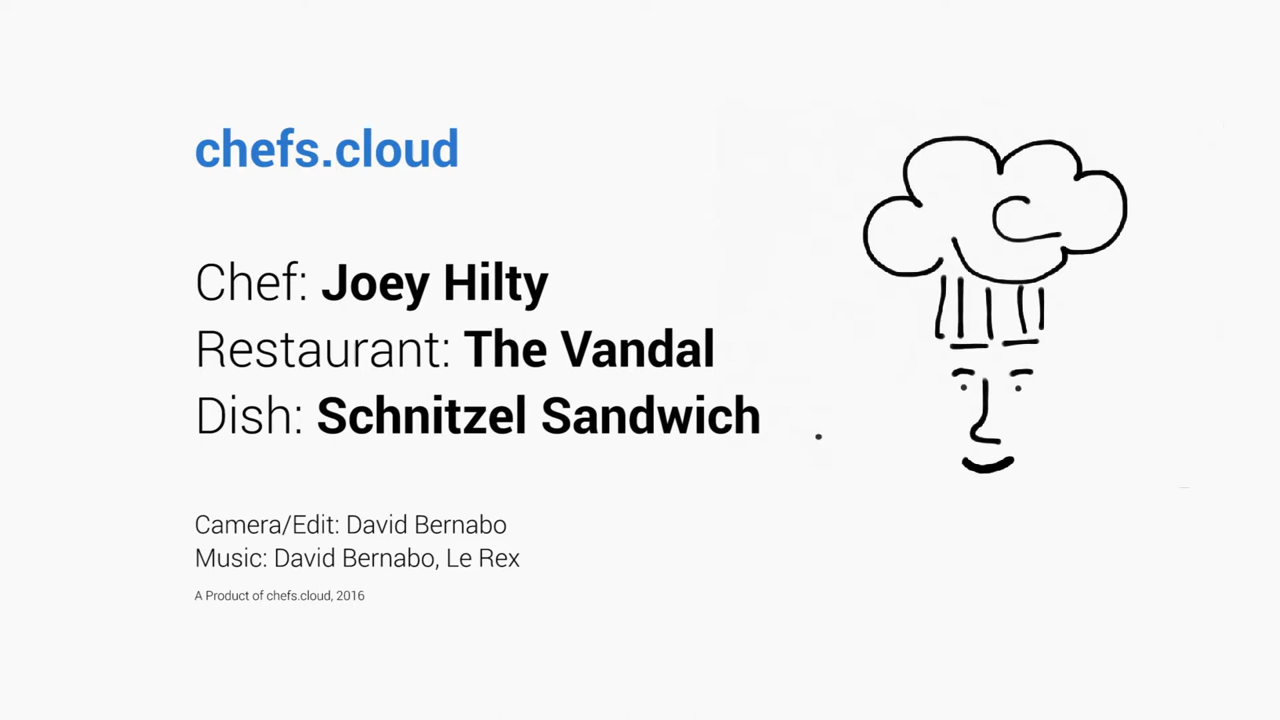 chefs.cloud
Chef: Joey Hilty
Restaurant: The Vandal
Dish: Schnitzel Sandwich
Camera/Edit: David Bernabo
Music: David Bernabo, Le Rex
A Product of chefs.cloud, 2016